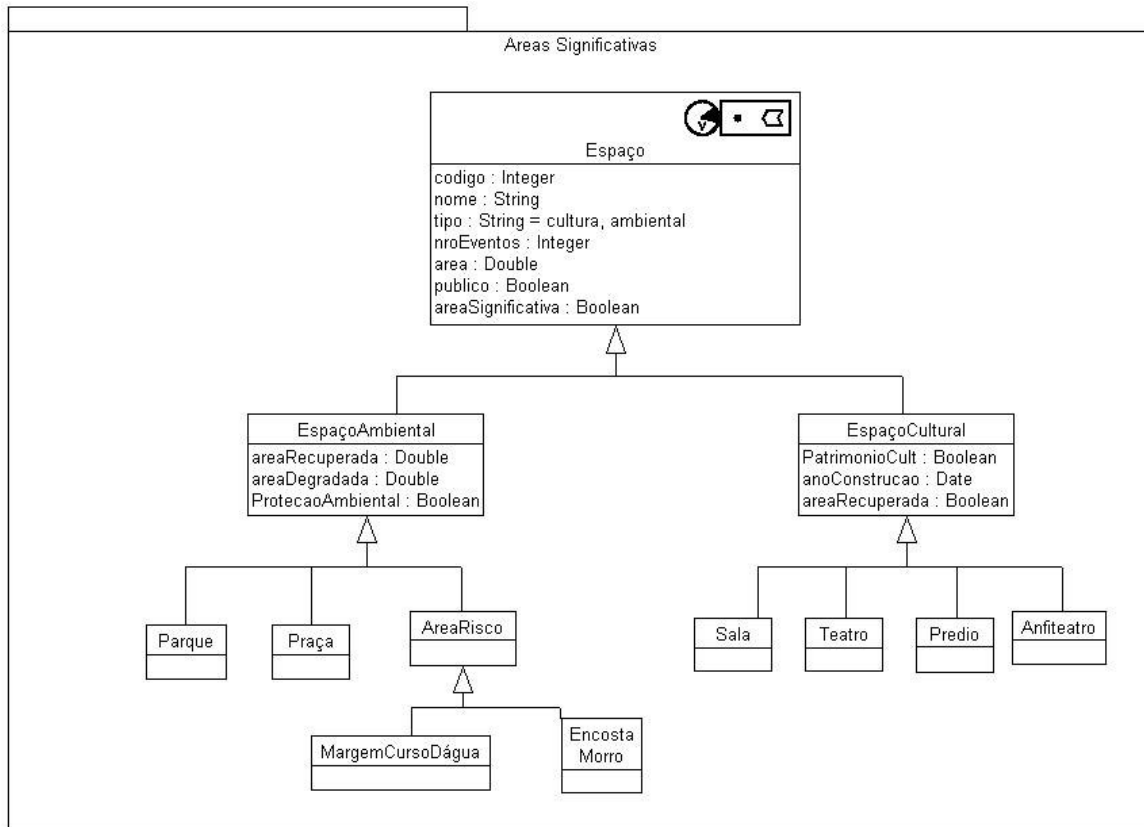 Areas Significativas
V
Espaço
codigo : Integer
nome : String
tipo : String = cultura, ambiental
nroEventos : Integer
area : Double
publico : Boolean
areaSignificativa : Boolean
EspaçoAmbiental
areaRecuperada : Double
areaDegradada : Double
ProtecaoAmbiental : Boolean
EspaçoCultural
PatrimonioCult : Boolean
anoConstrucao : Date
areaRecuperada : Boolean
Parque
Praça
AreaRisco
Sala
Teatro
Predio
Anfiteatro
MargemCursoDágua
Encosta
Morro